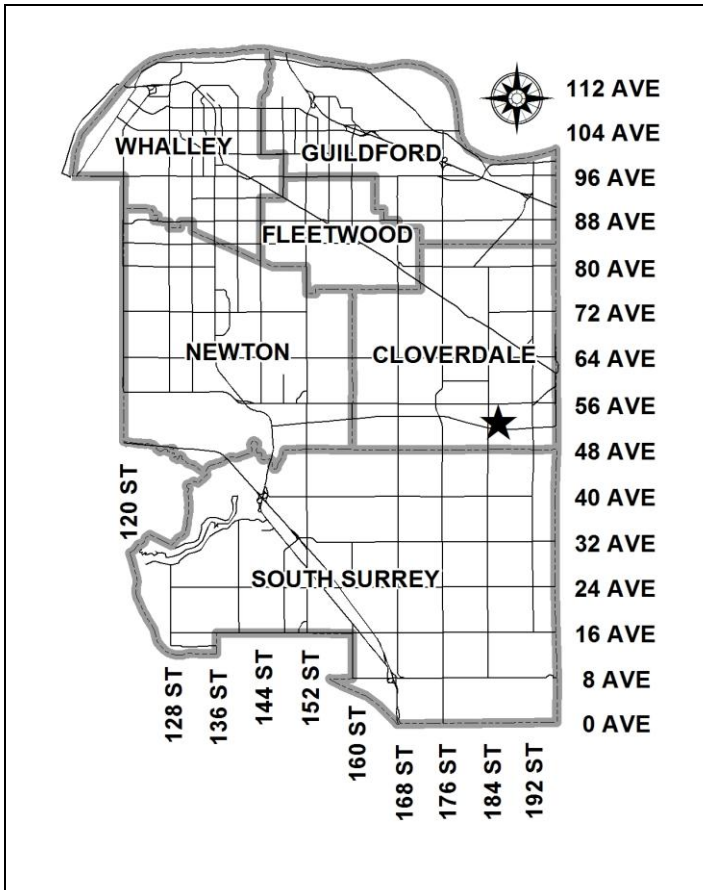 112 AVE
104 AVE
WHALLEY
GUILDFORD
96 AVE
88 AVE
FLEETWOOD
80 AVE
72 AVE
NEWTON
CLOVERDALE
64 AVE
56 AVE
48 AVE
120 ST
40 AVE
32 AVE
SOUTH SURREY
24 AVE
16 AVE
8 AVE
0 AVE
128 ST
136 ST
144 ST
152 ST
160 ST
168 ST
176 ST
184 ST
192 ST